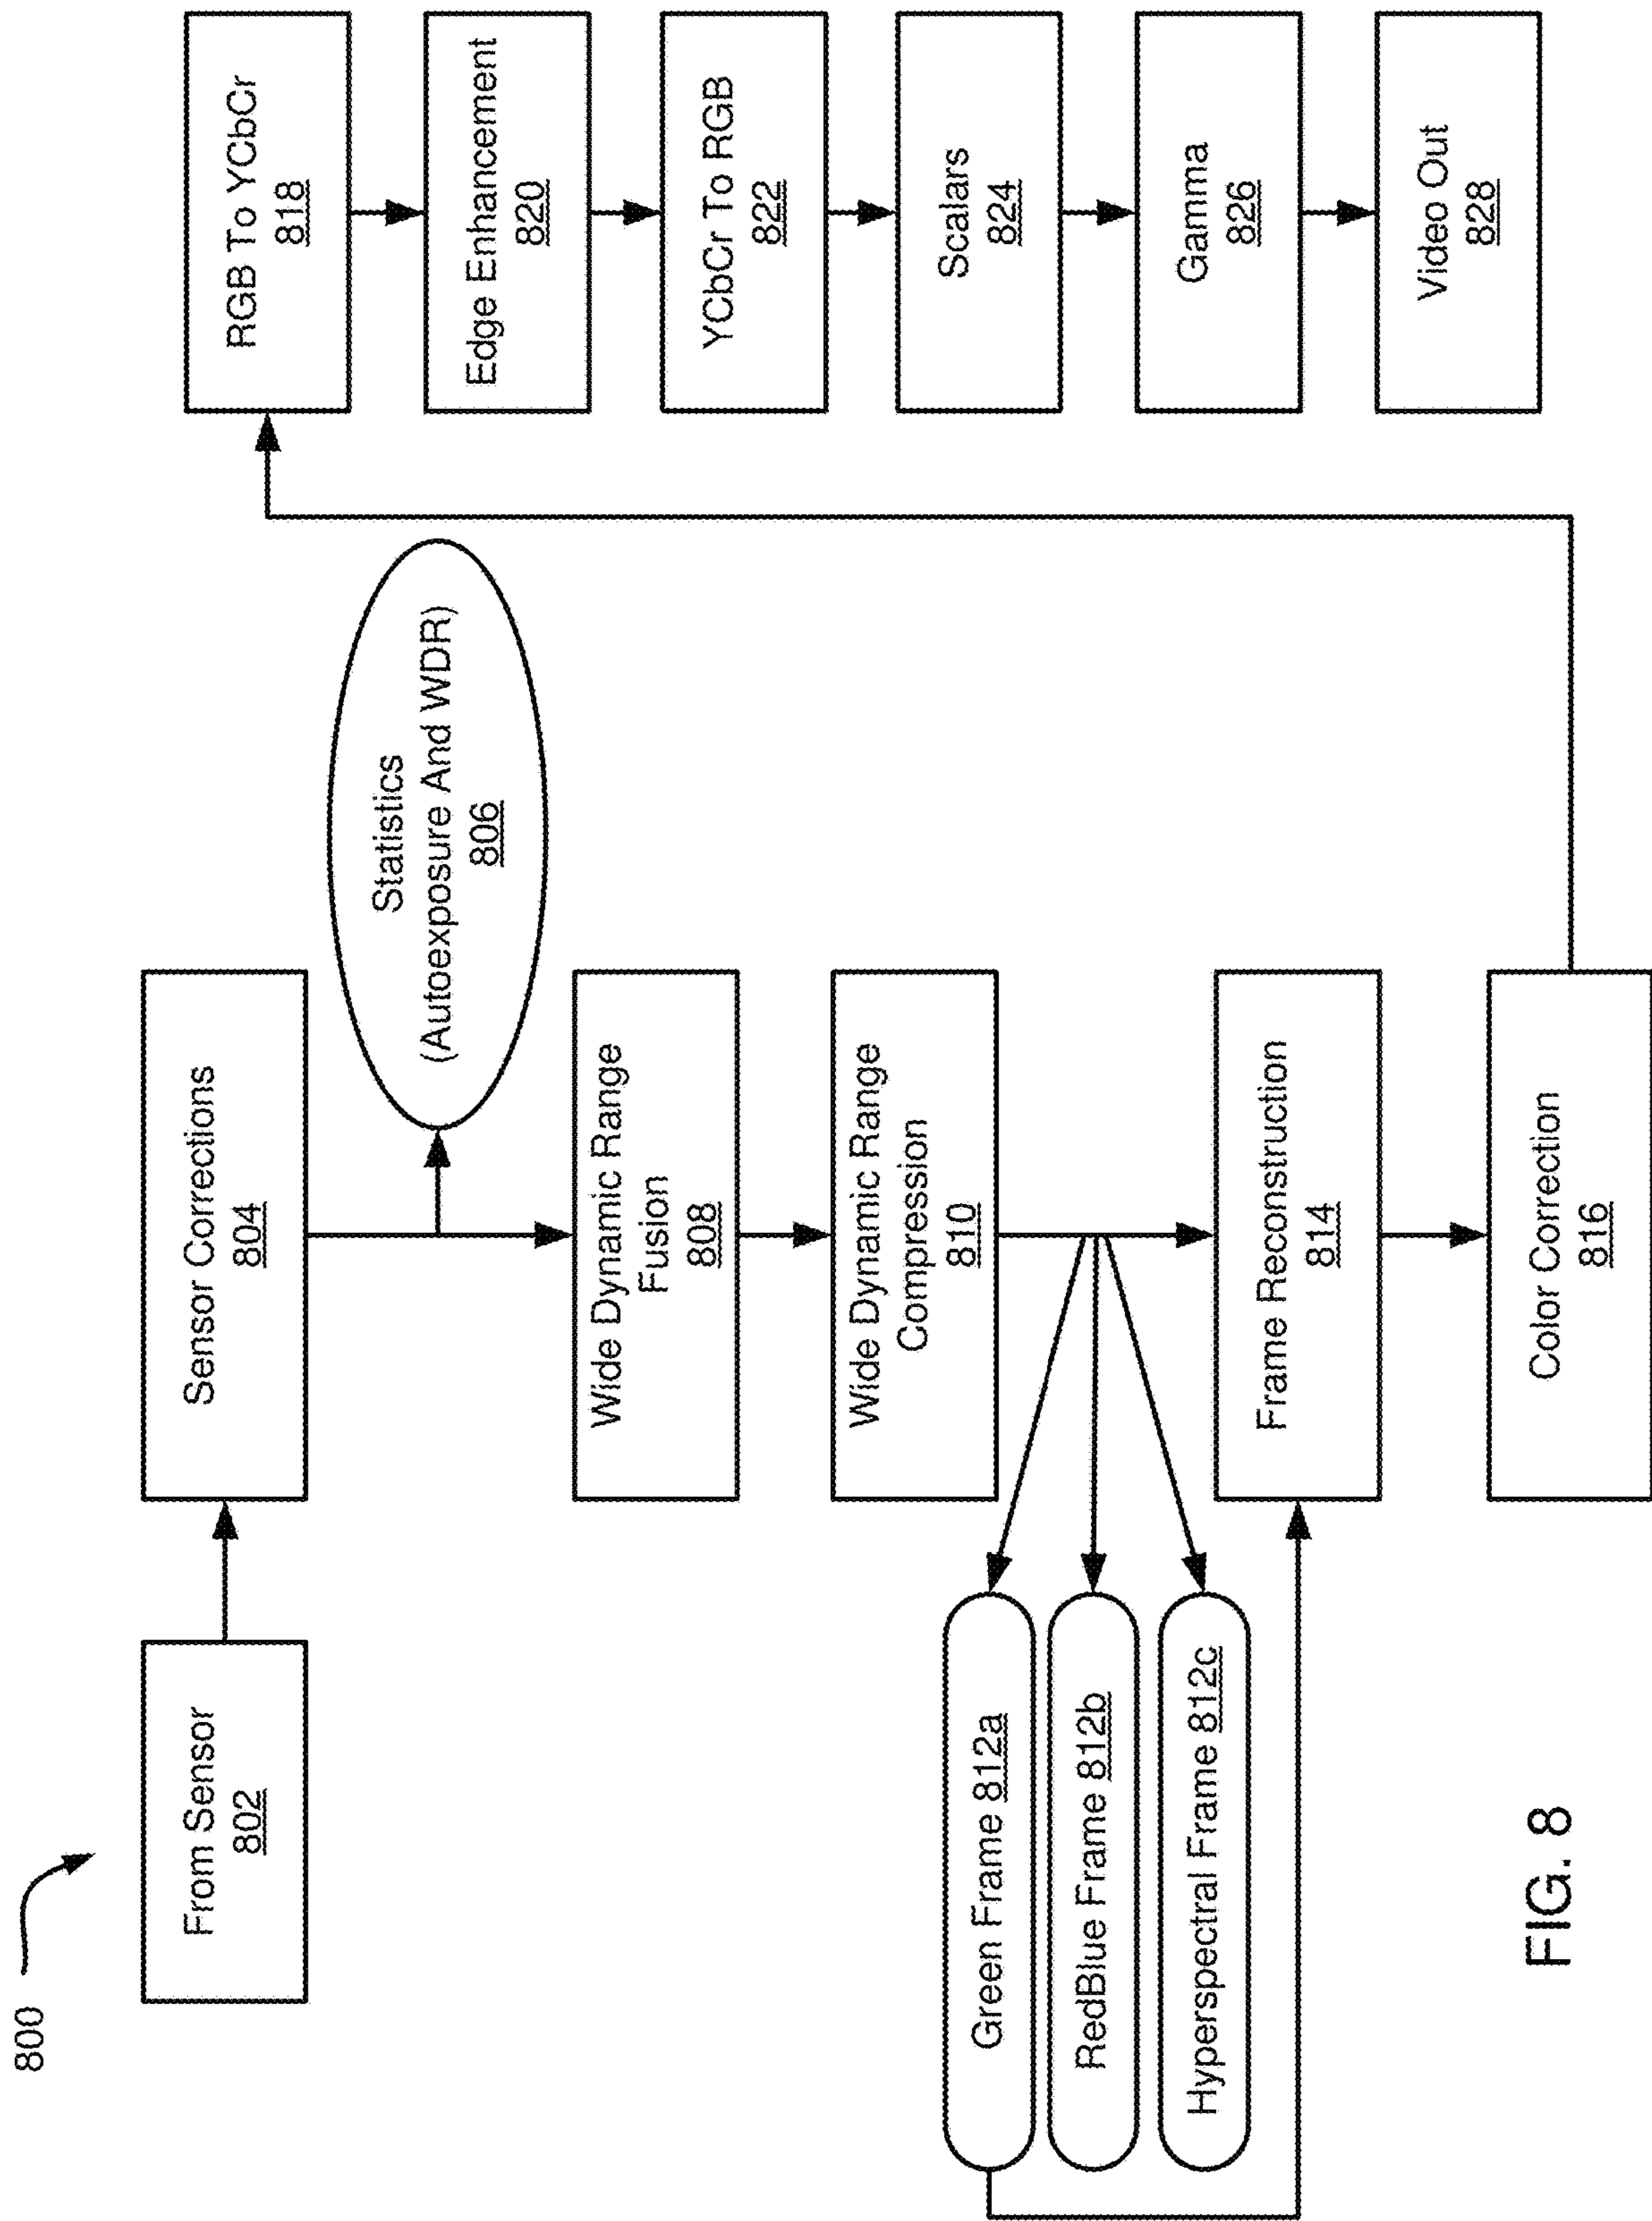 800
From Sensor
802
Sensor Corrections
804
Statistics
(Autoexposure And WDR)
806
Wide Dynamic Range
Fusion
808
Wide Dynamic Range
Compression
810
Green Frame 812a
RedBlue Frame 812b
Hyperspectral Frame 812c
Frame Reconstruction
814
Color Correction
816
RGB To YCbCr
818
Edge Enhancement
820
YCbCr To RGB
822
Scalars
824
Gamma
826
Video Out
828
FIG. 8